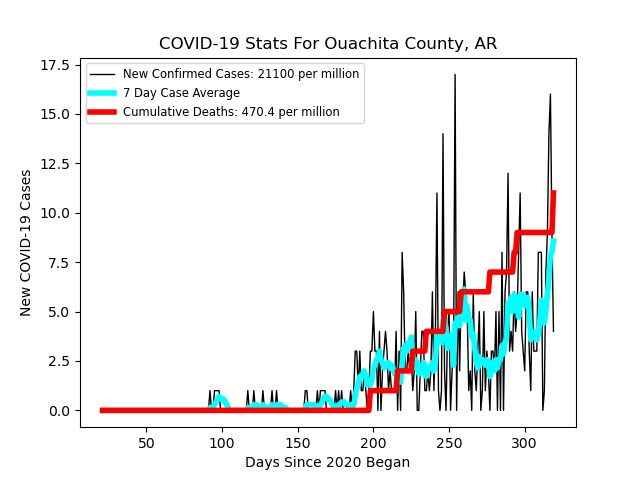 COVID-19 Stats For Ouachita County, AR
New Confirmed Cases: 21100 per million
7 Day Case Average
Cumulative Deaths: 470.4 per million
New COVID-19 Cases
17.5
15.0
12.5
10.0
7.5
5.0
2.5
0.0
50 100 150 200 250 300
Days Since 2020 Began